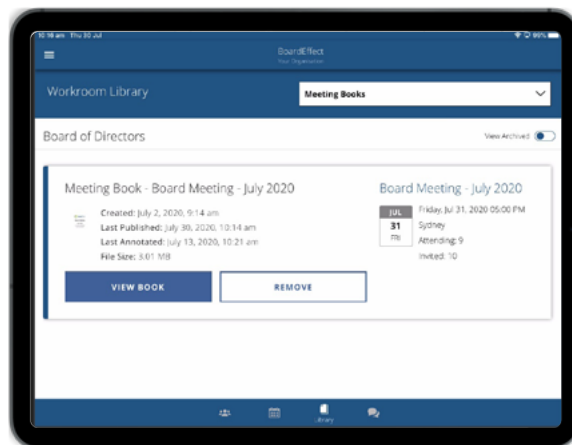 10:16 am Thu 30 Jul
99%
BoardEffect
Your Organisation
Workroom Library
Meeting Books
Board of Directors
View Archived
Meeting Book - Board Meeting - July 2020
Created: July 2, 2020, 9:14 am
Last Published: July 30, 2020, 10:14 am
Last Annotated: July 13, 2020, 10:21 am
File Size: 3.01 MB
VIEW BOOK
REMOVE
Board Meeting - July 2020
JUL
31
FRI
Friday, Jul 31, 2020 05:00 PM
Sydney
Attending: 9
Invited: 10
Library